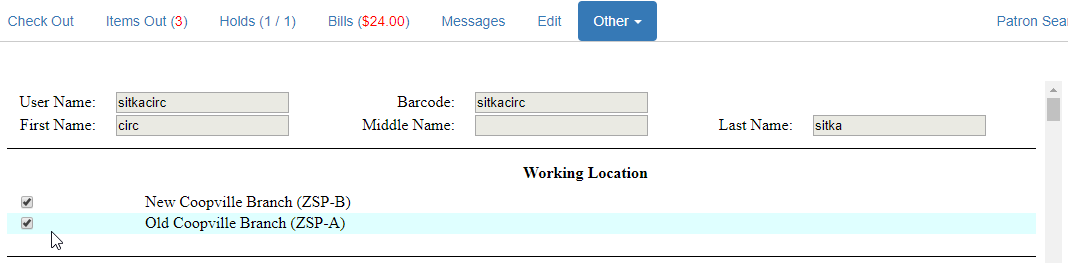 Check Out Items Out (3) Holds (1 / 1) Bills ($24.00) Messages Edit Other Patron Sea
User Name: sitkacirc Barcode: sitkacirc
First Name: circ Middle Name: Last Name: sitka
Working Location
New Coopville Branch (ZSP-B)
Old Coopville Branch (ZSP-A)